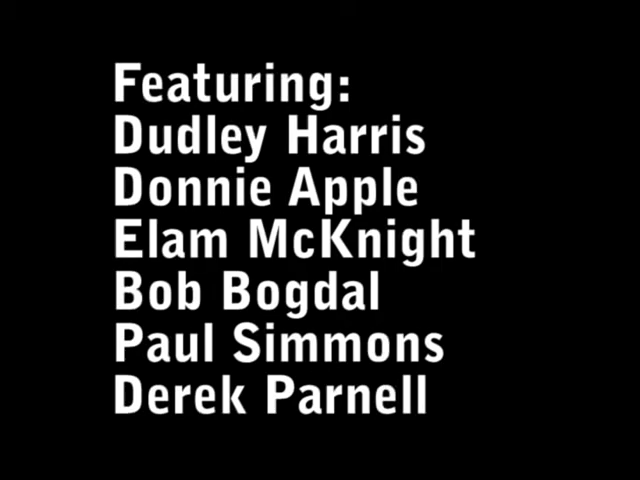 Featuring:
Dudley Harris
Donnie Apple
Elam McKnight
Bob Bogdal
Paul Simmons
Derek Parnell